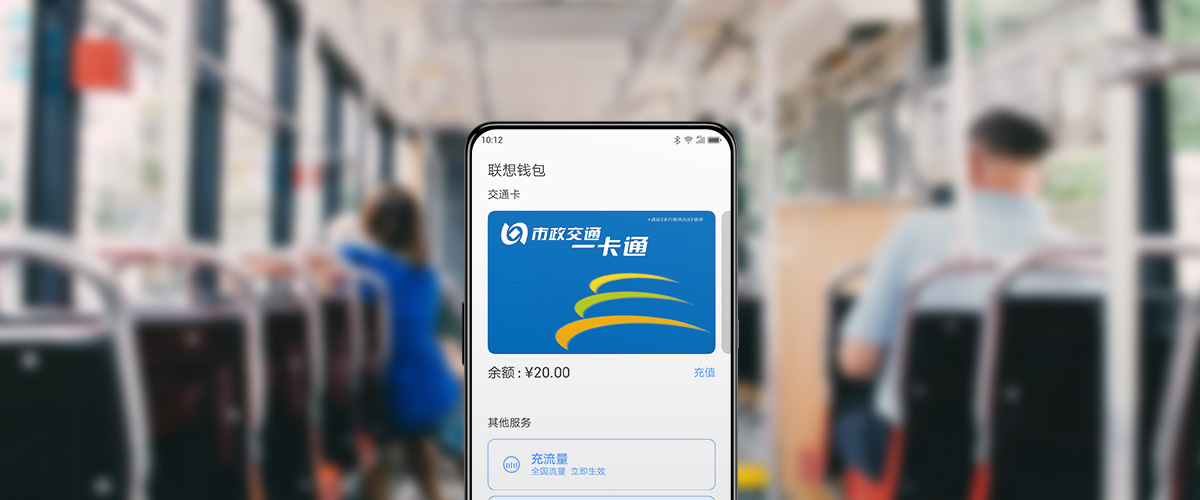 10:12
联想钱包
交通卡
市政交通
一卡通
余额：¥20.00
充值
其他服务
充流量
全国流量 立即生效